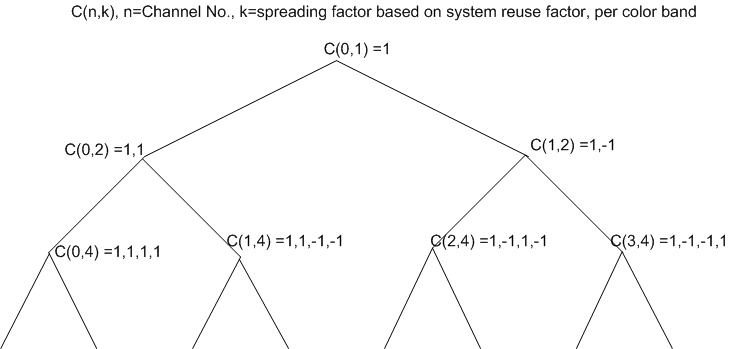 C(n,k), n=Channel No., k=spreading factor based on system reuse factor, per color band
C(0,1) =1
C(0,2) =1,1
C(1,2) =1,-1
C(0,4) =1,1,1,1
C(1,4) =1,1,-1,-1
C(2,4) =1,-1,1,-1
C(3,4) =1,-1,-1,1